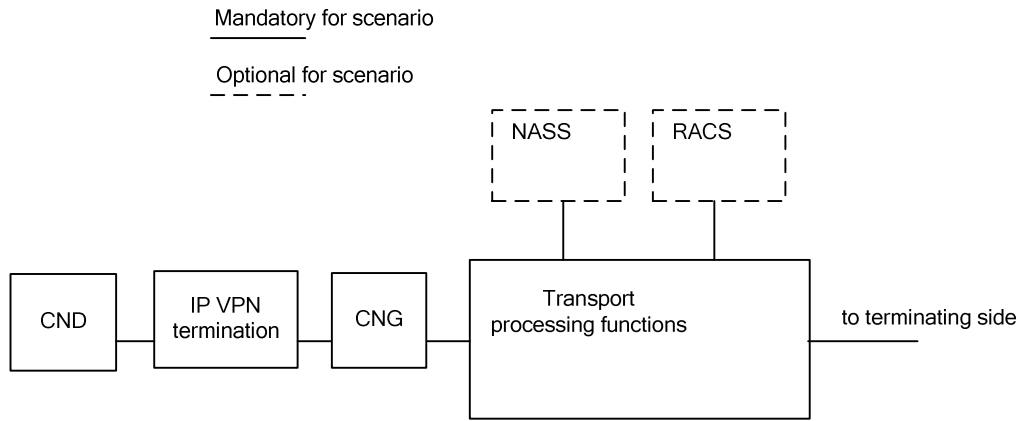 Mandatory for scenario
Optional for scenario
NASS
RACS
CND
IP VPN
termination
CNG
Transport
processing functions
to terminating side